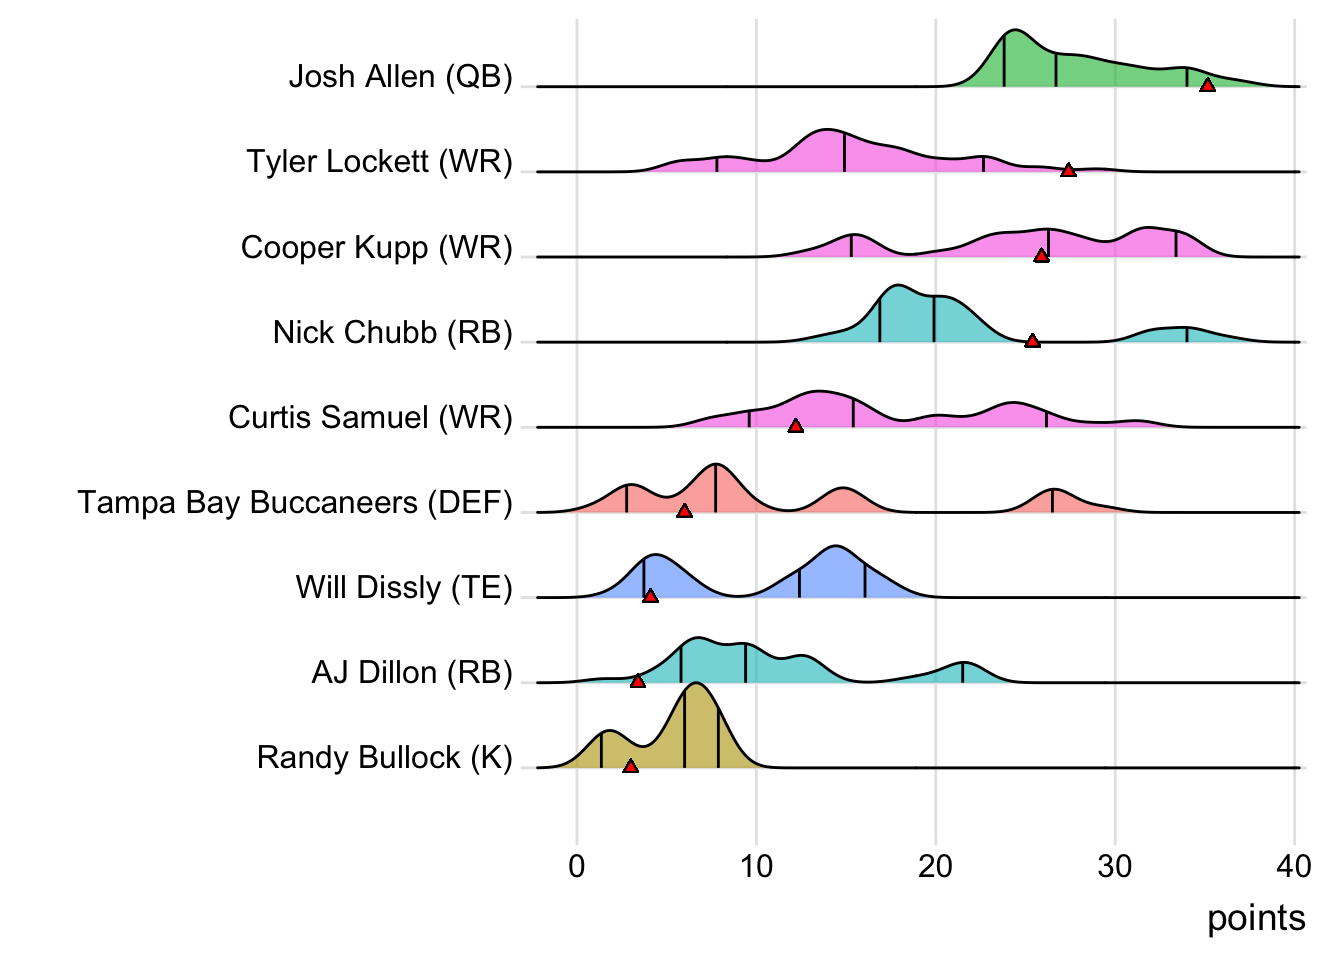 Josh Allen (QB)
Tyler Lockett (WR)
Cooper Kupp (WR)
Nick Chubb (RB)
Curtis Samuel (WR)
Tampa Bay Buccaneers (DEF)
Will Dissly (TE)
AJ Dillon (RB)
Randy Bullock (K)
0 10 20 30 40
points